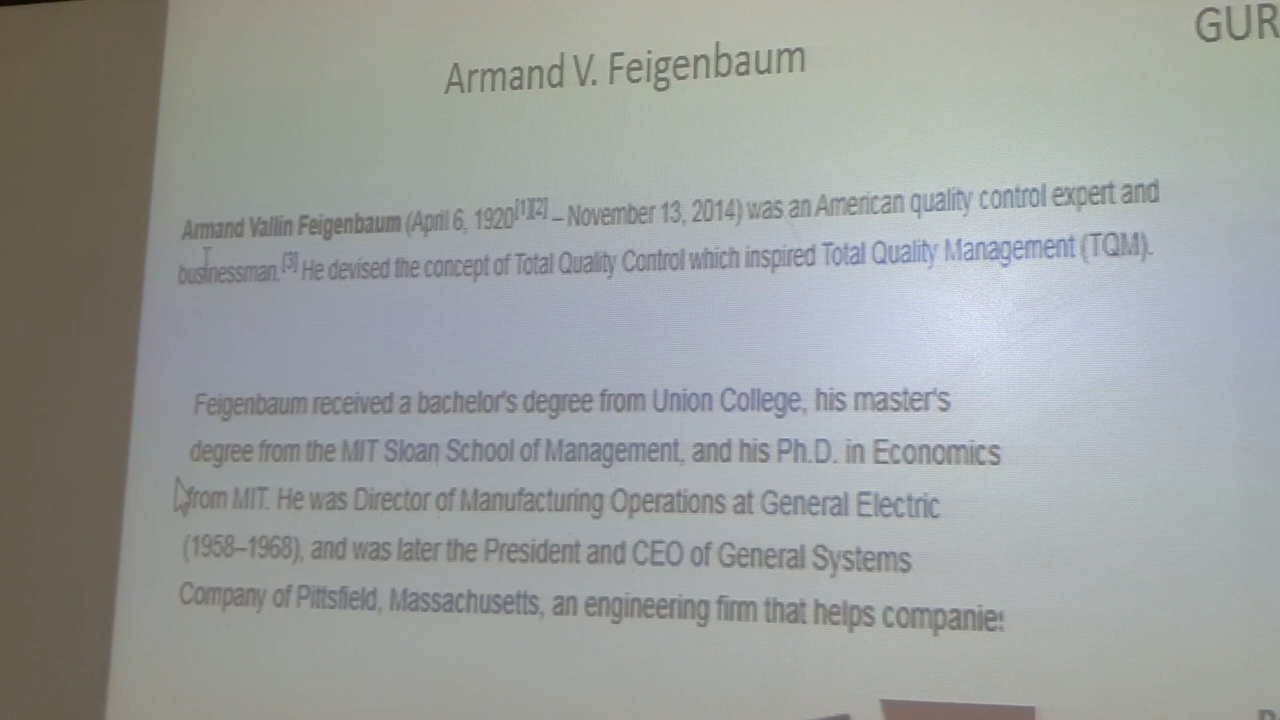 GUR
Armand V. Feigenbaum
Armand Vallin Feigenbaum (April 6, 1920[1][2] – November 13, 2014) was an American quality control expert and
businessman.[3] He devised the concept of Total Quality Control which inspired Total Quality Management (TQM).
Feigenbaum received a bachelor's degree from Union College, his master's
degree from the MIT Sloan School of Management, and his Ph.D. in Economics
from MIT. He was Director of Manufacturing Operations at General Electric
(1958–1968), and was later the President and CEO of General Systems
Company of Pittsfield, Massachusetts, an engineering firm that helps companies